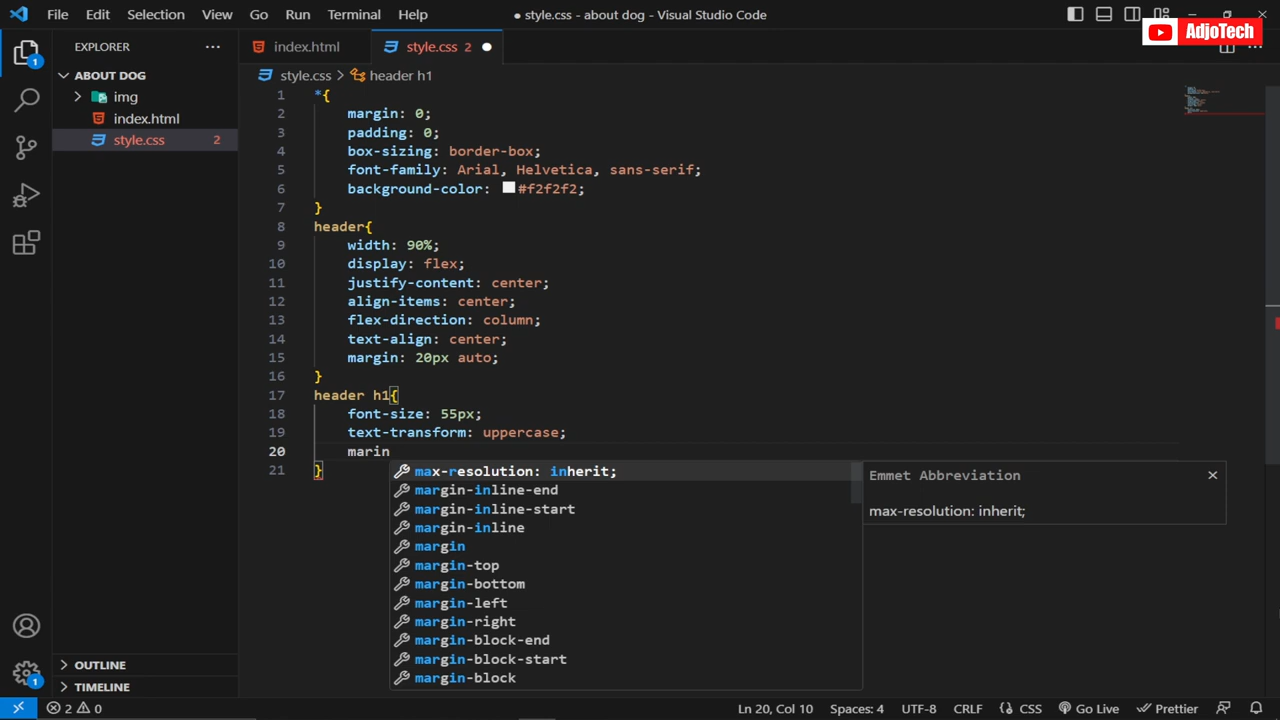 File Edit Selection View Go Run Terminal Help
● style.css - about dog - Visual Studio Code
AdjoTech
EXPLORER
index.html
style.css 2
ABOUT DOG
style.css > header h1
img
index.html
style.css 2
1 *{
2 margin: 0;
3 padding: 0;
4 box-sizing: border-box;
5 font-family: Arial, Helvetica, sans-serif;
6 background-color: #f2f2f2;
7 }
8 header{
9 width: 90%;
10 display: flex;
11 justify-content: center;
12 align-items: center;
13 flex-direction: column;
14 text-align: center;
15 margin: 20px auto;
16 }
17 header h1{
18 font-size: 55px;
19 text-transform: uppercase;
20 marin
21 }
max-resolution: inherit;
margin-inline-end
margin-inline-start
margin-inline
margin
margin-top
margin-bottom
margin-left
margin-right
margin-block-end
margin-block-start
margin-block
Emmet Abbreviation
max-resolution: inherit;
1
1
OUTLINE
TIMELINE
2 0
Ln 20, Col 10 Spaces: 4 UTF-8 CRLF CSS Go Live Prettier